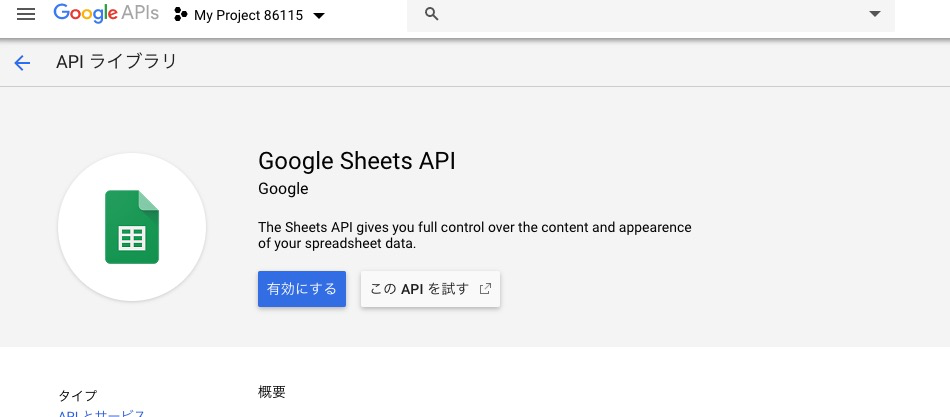 Google APIs
My Project 86115
API ライブラリ
Google Sheets API
Google
The Sheets API gives you full control over the content and appearence
of your spreadsheet data.
有効にする
この API を試す
タイプ
概要
APIとサービス